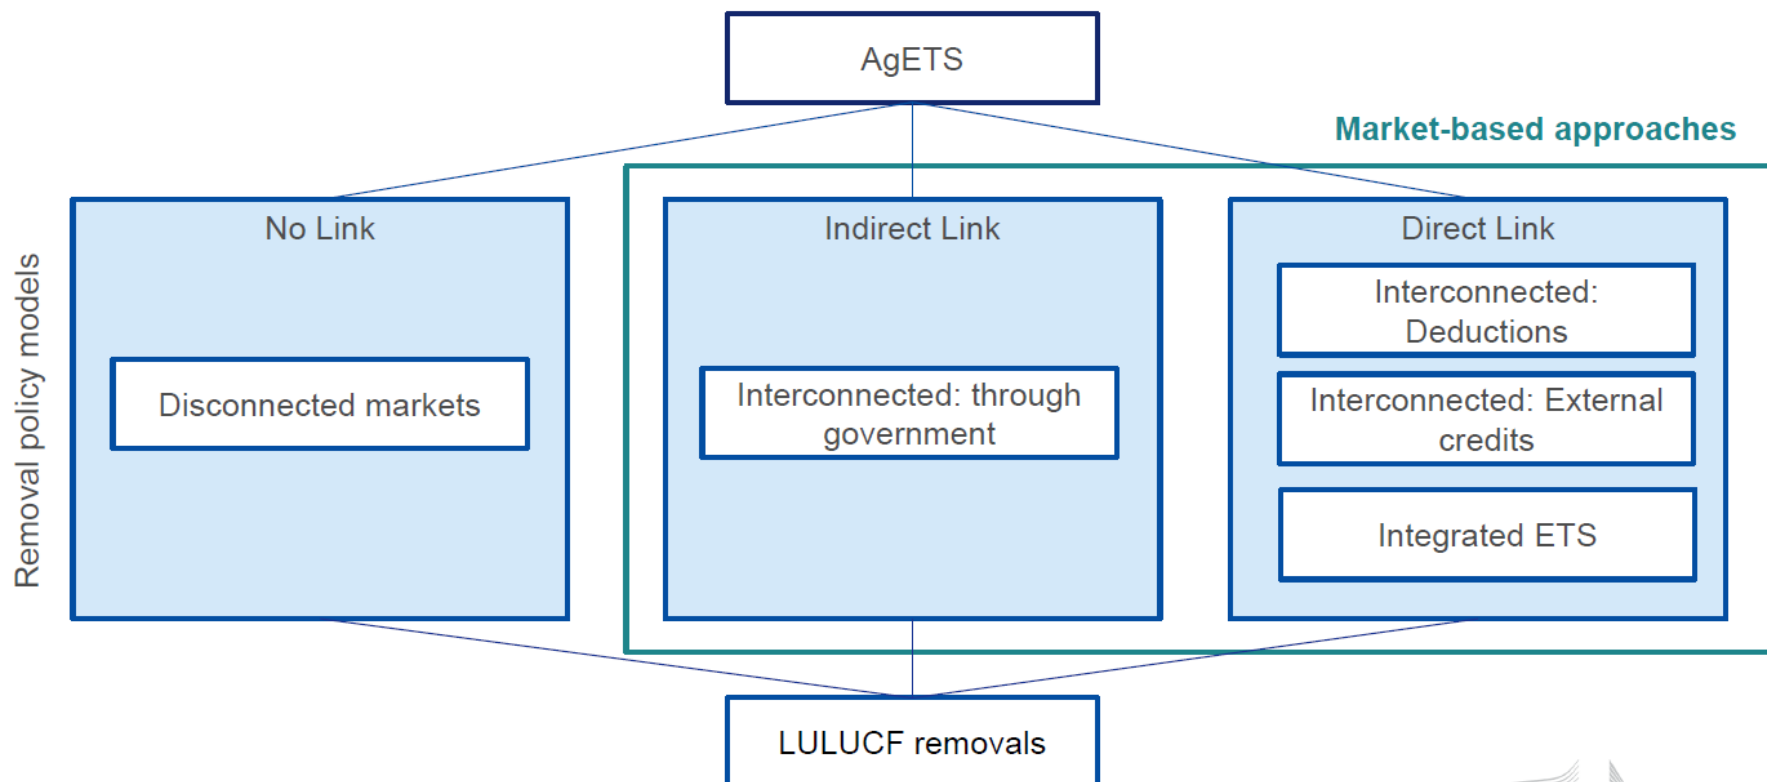 AgETS
Market-based approaches
Removal policy models
No Link
Disconnected markets
Indirect Link
Interconnected: through
government
Direct Link
Interconnected:
Deductions
Interconnected: External
credits
Integrated ETS
LULUCF removals